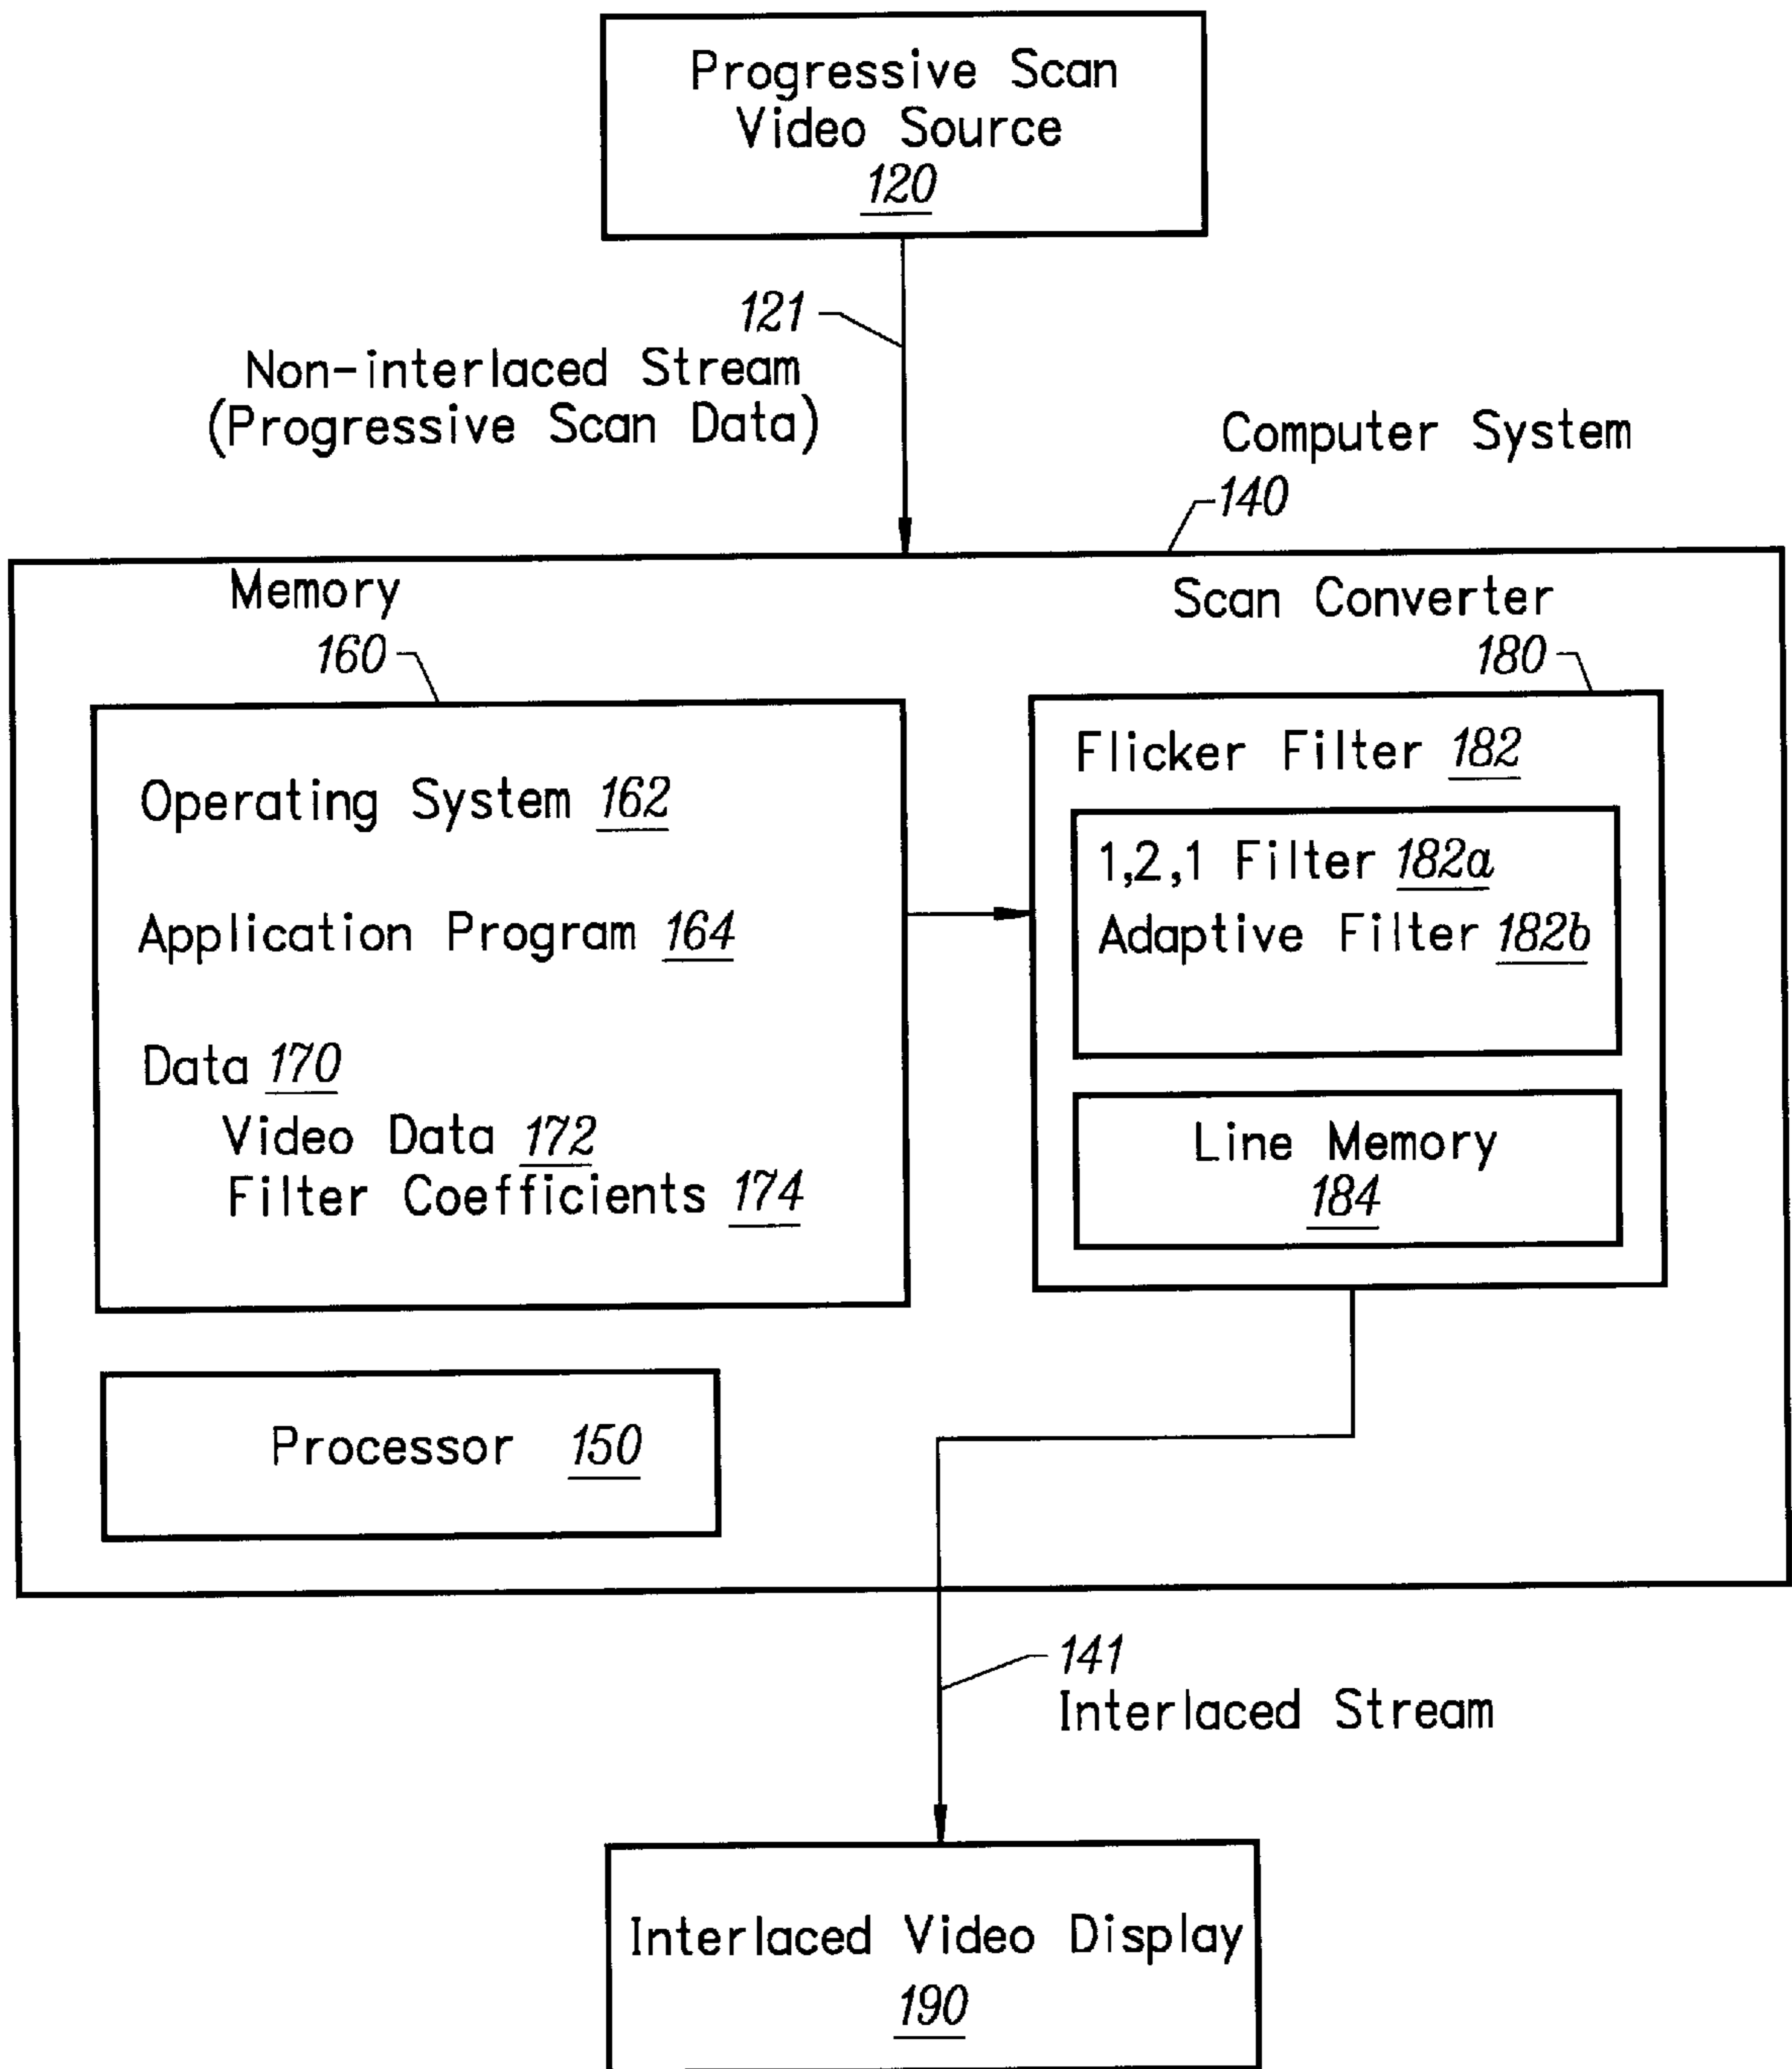 Progressive Scan
Video Source
120
121
Non-interlaced Stream
(Progressive Scan Data)
Computer System
140
Memory
160
Scan Converter
180
Operating System 162
Application Program 164
Data 170
Video Data 172
Filter Coefficients 174
Flicker Filter 182
1,2,1 Filter 182a
Adaptive Filter 182b
Line Memory
184
Processor 150
141
Interlaced Stream
Interlaced Video Display
190